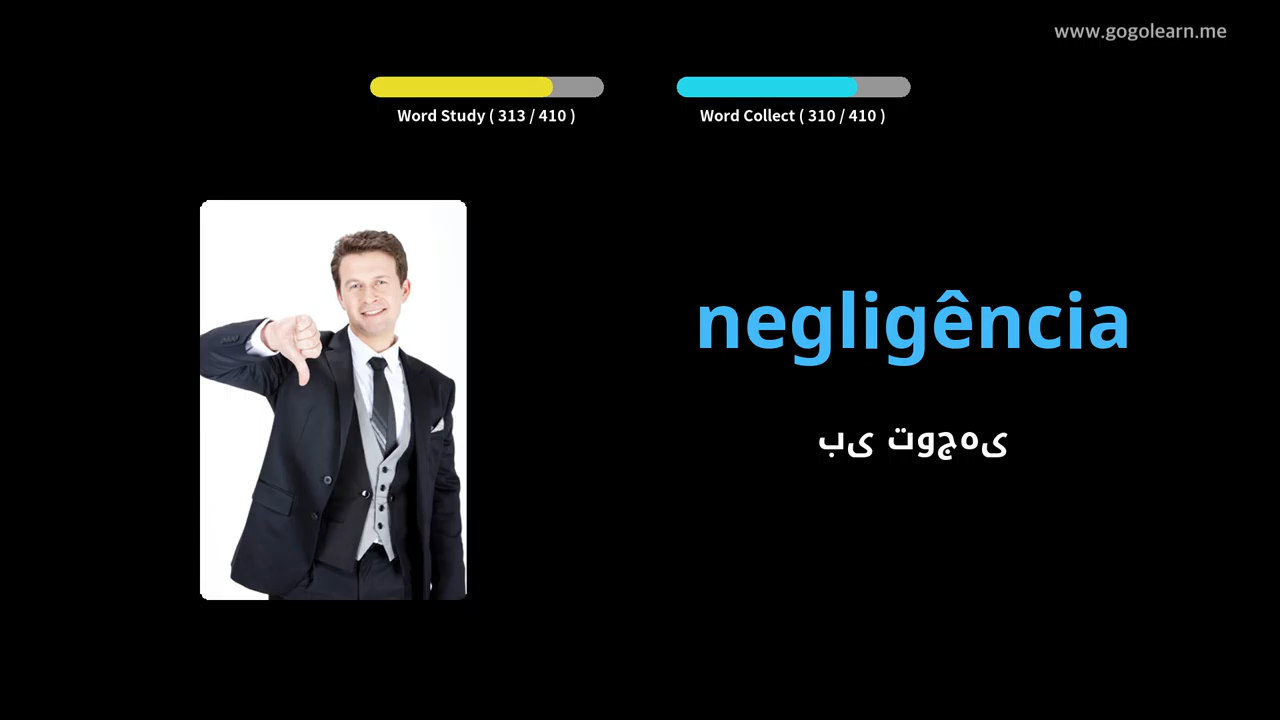 www.gogolearn.me
Word Study ( 313 / 410 )
Word Collect ( 310 / 410 )
negligência
بی توجهی